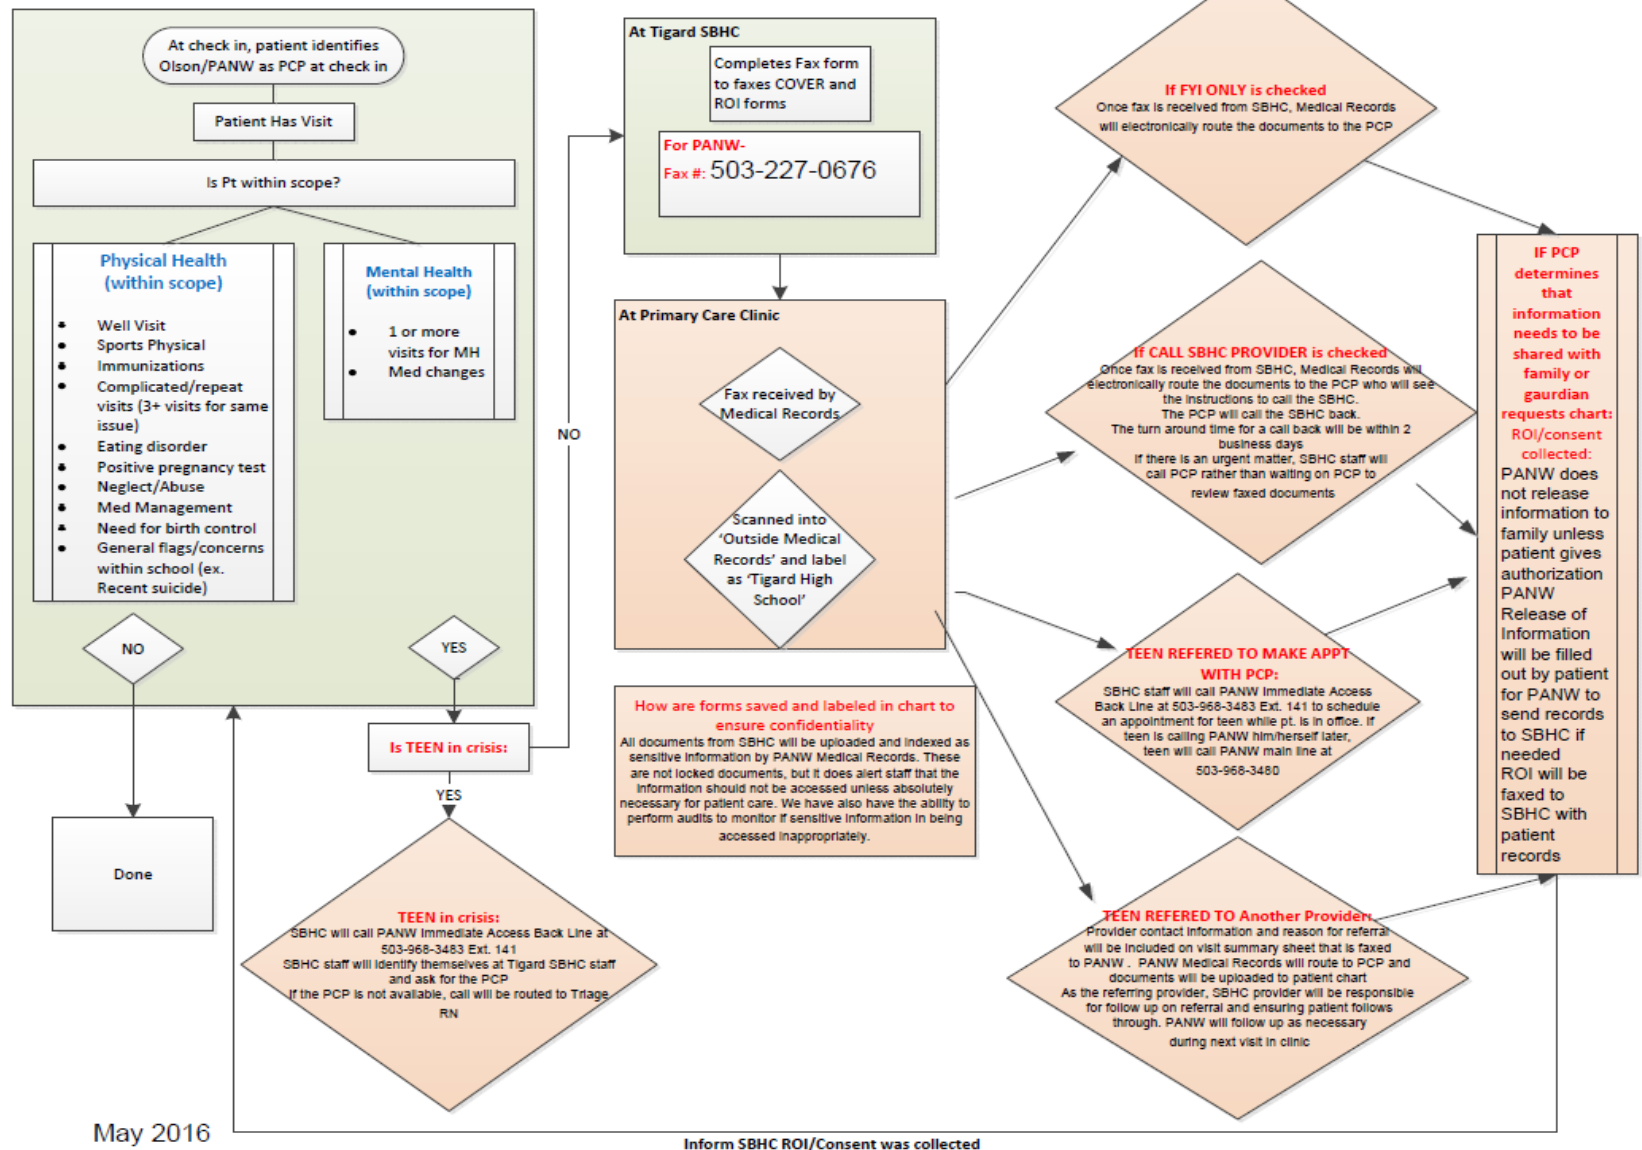 At check in, patient identifies
Olson/PANW as PCP at check in
Patient Has Visit
Is Pt within scope?
Physical Health
(within scope)
• Well Visit
• Sports Physical
• Immunizations
• Complicated/repeat
visits (3+ visits for same
issue)
• Eating disorder
• Positive pregnancy test
• Neglect/Abuse
• Med Management
• Need for birth control
• General flags/concerns
within school (ex.
Recent suicide)
Mental Health
(within scope)
• 1 or more
visits for MH
• Med changes
NO
YES
Done
Is TEEN in crisis:
NO
YES
TEEN in crisis:
SBHC will call PANW Immediate Access Back Line at
503-968-3483 Ext. 141
SBHC staff will identify themselves at Tigard SBHC staff
and ask for the PCP
If the PCP is not available, call will be routed to Triage
RN
At Tigard SBHC
Completes Fax form
to faxes COVER and
ROI forms
For PANW-
Fax #: 503-227-0676
At Primary Care Clinic
Fax received by
Medical Records
Scanned into
‘Outside Medical
Records’ and label
as ‘Tigard High
School’
How are forms saved and labeled in chart to
ensure confidentiality
All documents from SBHC will be uploaded and indexed as
sensitive information by PANW Medical Records. These
are not locked documents, but it does alert staff that the
information should not be accessed unless absolutely
necessary for patient care. We have also have the ability to
perform audits to monitor if sensitive information in being
accessed inappropriately.
If FYI ONLY is checked
Once fax is received from SBHC, Medical Records
will electronically route the documents to the PCP
If CALL SBHC PROVIDER is checked
Once fax is received from SBHC, Medical Records will
electronically route the documents to the PCP who will see
the instructions to call the SBHC.
The PCP will call the SBHC back.
The turn around time for a call back will be within 2
business days
If there is an urgent matter, SBHC staff will
call PCP rather than waiting on PCP to
review faxed documents
TEEN REFERED TO MAKE APPT
WITH PCP:
SBHC staff will call PANW Immediate Access
Back Line at 503-968-3483 Ext. 141 to schedule
an appointment for teen while pt. is in office. If
teen is calling PANW him/herself later,
teen will call PANW main line at
503-968-3480
TEEN REFERED TO Another Provider:
Provider contact information and reason for referral
will be included on visit summary sheet that is faxed
to PANW . PANW Medical Records will route to PCP and
documents will be uploaded to patient chart
As the referring provider, SBHC provider will be responsible
for follow up on referral and ensuring patient follows
through. PANW will follow up as necessary
during next visit in clinic
IF PCP
determines
that
information
needs to be
shared with
family or
gaurdian
requests chart:
ROI/consent
collected:
PANW does
not release
information to
family unless
patient gives
authorization
PANW
Release of
Information
will be filled
out by patient
for PANW to
send records
to SBHC if
needed
ROI will be
faxed to
SBHC with
patient
records
May 2016
Inform SBHC ROI/Consent was collected